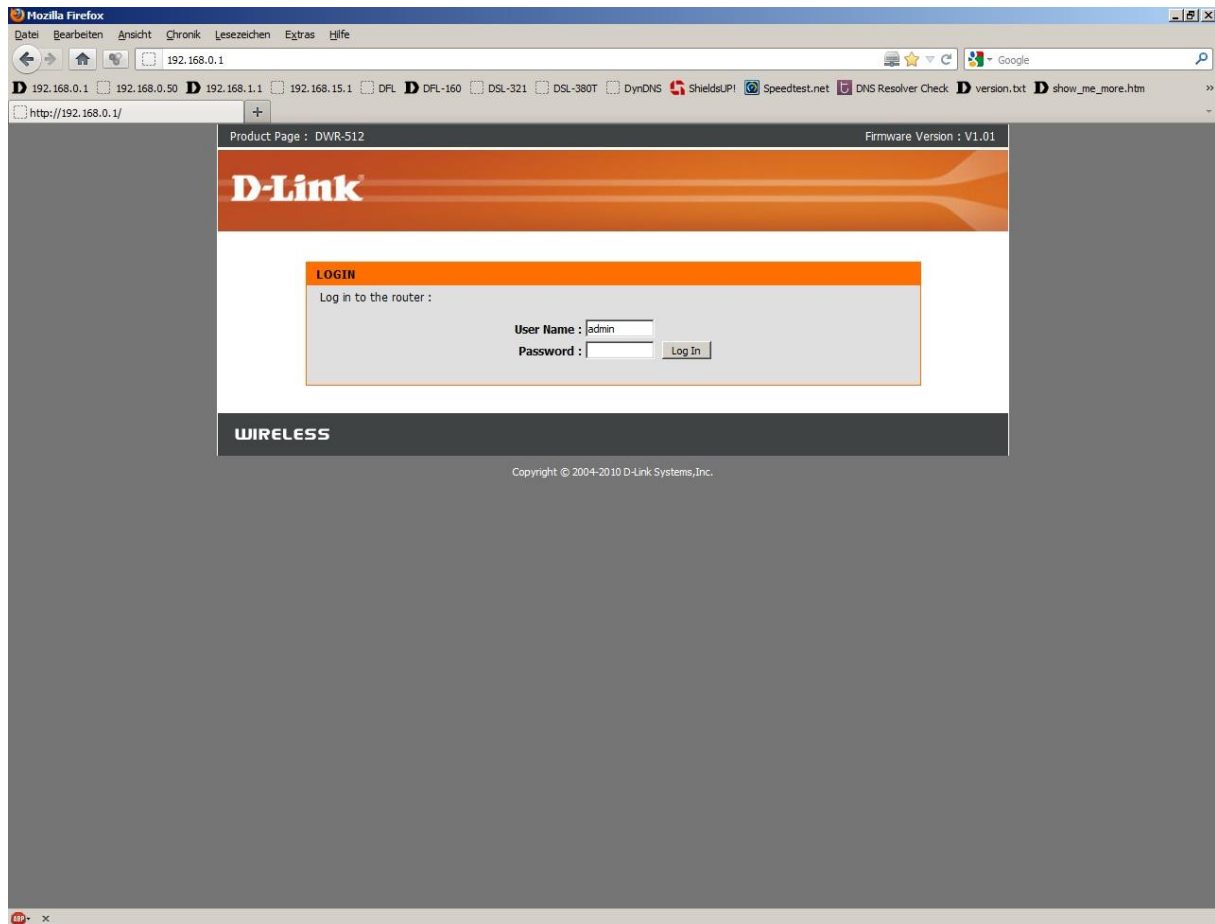 Mozilla Firefox
Datei Bearbeiten Ansicht Chronik Lesezeichen Extras Hilfe
192.168.0.1 Google
192.168.0.1 192.168.0.50 192.168.1.1 192.168.15.1 DFL DFL-160 DSL-321 DSL-380T DynDNS ShieldsUP! Speedtest.net DNS Resolver Check version.txt show_me_more.htm »
http://192.168.0.1/ +
Product Page : DWR-512 Firmware Version : V1.01
D-Link
LOGIN
Log in to the router :
User Name : admin
Password : Log In
WIRELESS
Copyright © 2004-2010 D-Link Systems,Inc.
ABP